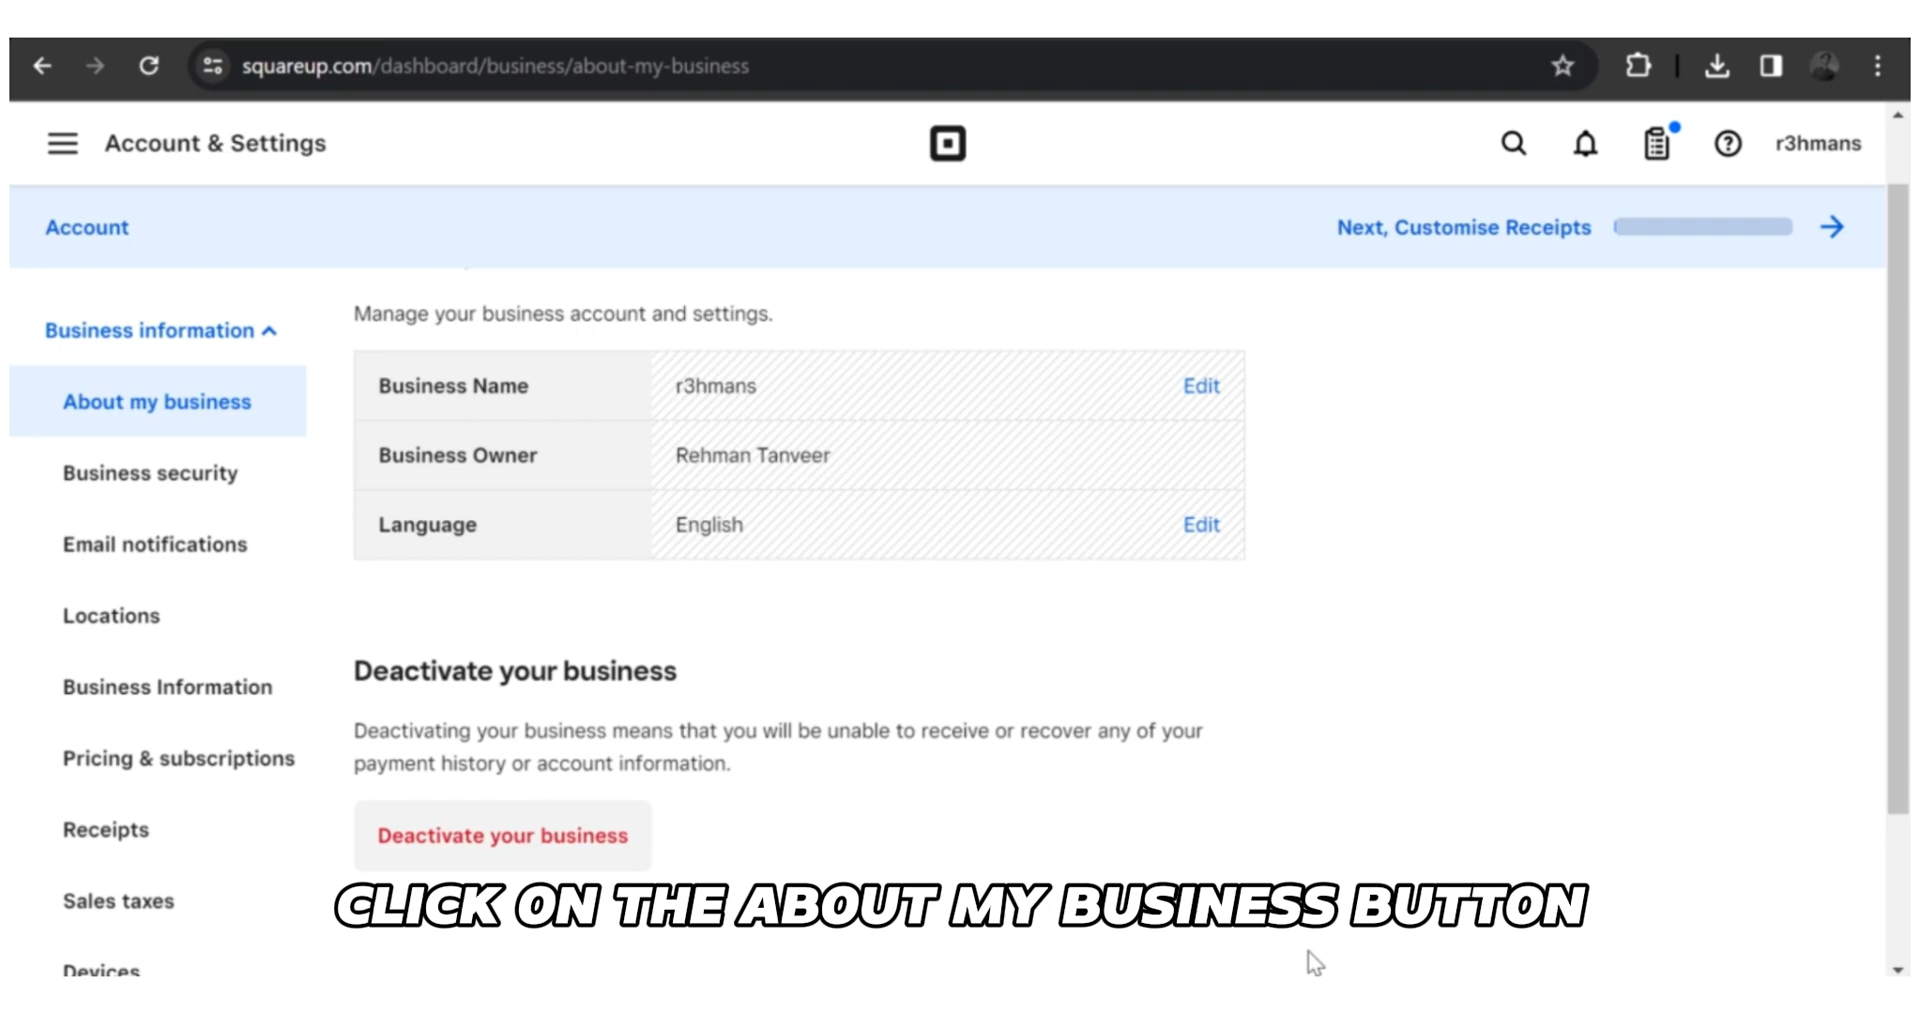 squareup.com/dashboard/business/about-my-business
Account & Settings
r3hmans
Account
Next, Customise Receipts
Business information
About my business
Business security
Email notifications
Locations
Business Information
Pricing & subscriptions
Receipts
Sales taxes
Devices
Manage your business account and settings.
Business Name r3hmans Edit
Business Owner Rehman Tanveer
Language English Edit
Deactivate your business
Deactivating your business means that you will be unable to receive or recover any of your
payment history or account information.
Deactivate your business
CLICK ON THE ABOUT MY BUSINESS BUTTON